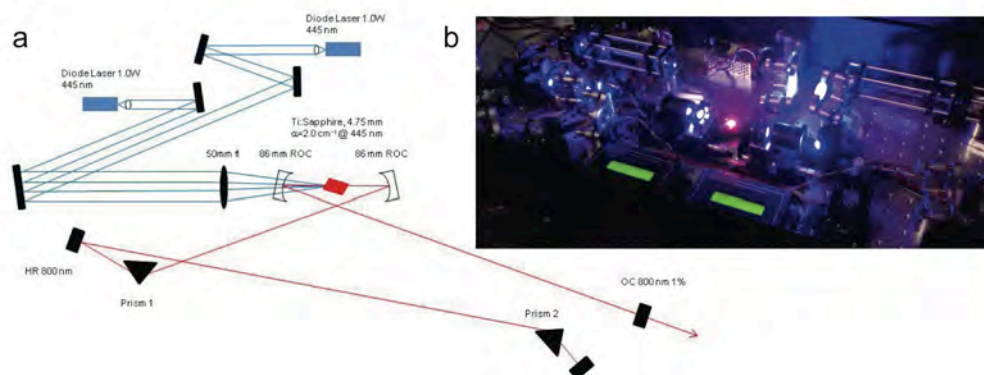 a
b
Diode Laser 1.0W
445 nm
Diode Laser 1.0W
445 nm
Ti:Sapphire, 4.75 mm
α=2.0 cm⁻¹ @ 445 nm
50mm fl
86 mm ROC
86 mm ROC
HR 800 nm
Prism 1
OC 800 nm 1%
Prism 2